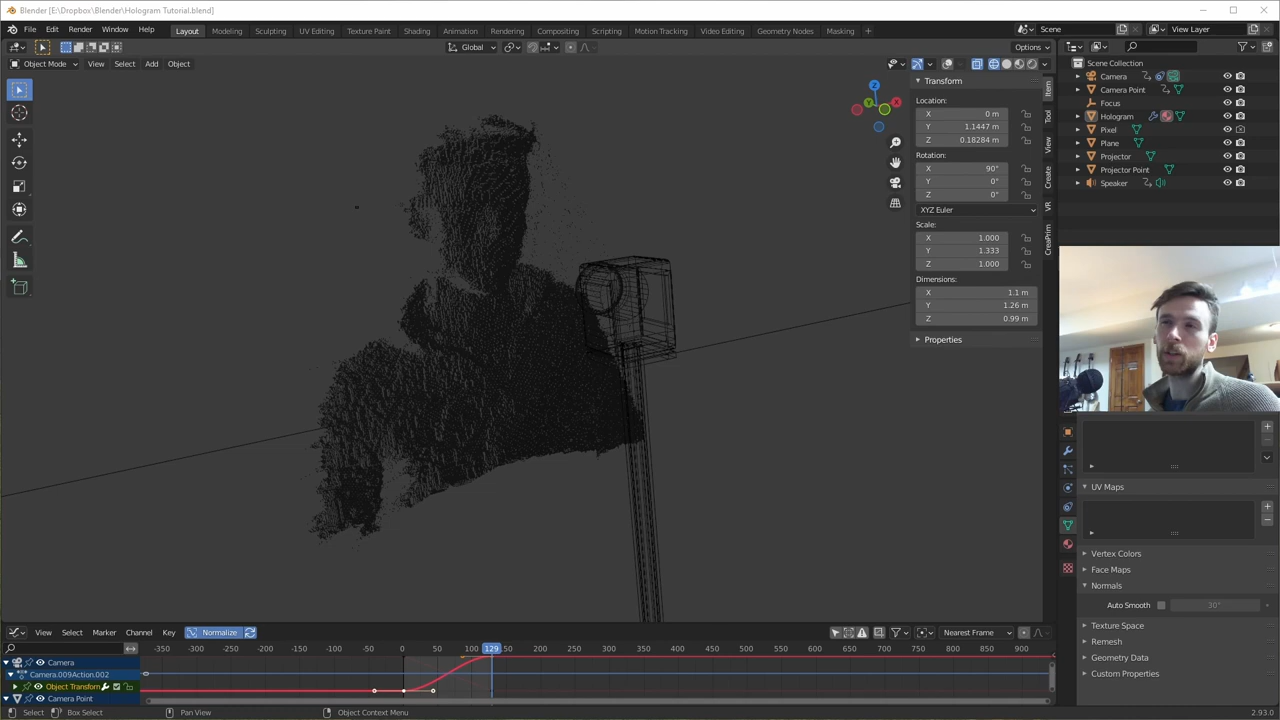 Blender [E:\Dropbox\Blender\Hologram Tutorial.blend]
File Edit Render Window Help Layout Modeling Sculpting UV Editing Texture Paint Shading Animation Rendering Compositing Scripting Motion Tracking Video Editing Geometry Nodes Masking + Scene View Layer
Global Options
Object Mode View Select Add Object
Scene Collection
Camera
Camera Point
Focus
Hologram
Pixel
Plane
Projector
Projector Point
Speaker
Z
X
Y
Transform
Location:
X 0 m
Y 1.1447 m
Z 0.18284 m
Rotation:
X 90°
Y 0°
Z 0°
XYZ Euler
Scale:
X 1.000
Y 1.333
Z 1.000
Dimensions:
X 1.1 m
Y 1.26 m
Z 0.99 m
Properties
Item
Tool
View
Create
VR
CreaPrim
UV Maps
Vertex Colors
Face Maps
Normals
Auto Smooth 30°
Texture Space
Remesh
Geometry Data
Custom Properties
View Select Marker Channel Key Normalize Nearest Frame
-350 -300 -250 -200 -150 -100 -50 0 50 100 129 150 200 250 300 350 400 450 500 550 600 650 700 750 800 850 900
Camera
Camera.009Action.002
Object Transform
Camera Point
Select Box Select Pan View Object Context Menu 2.93.0